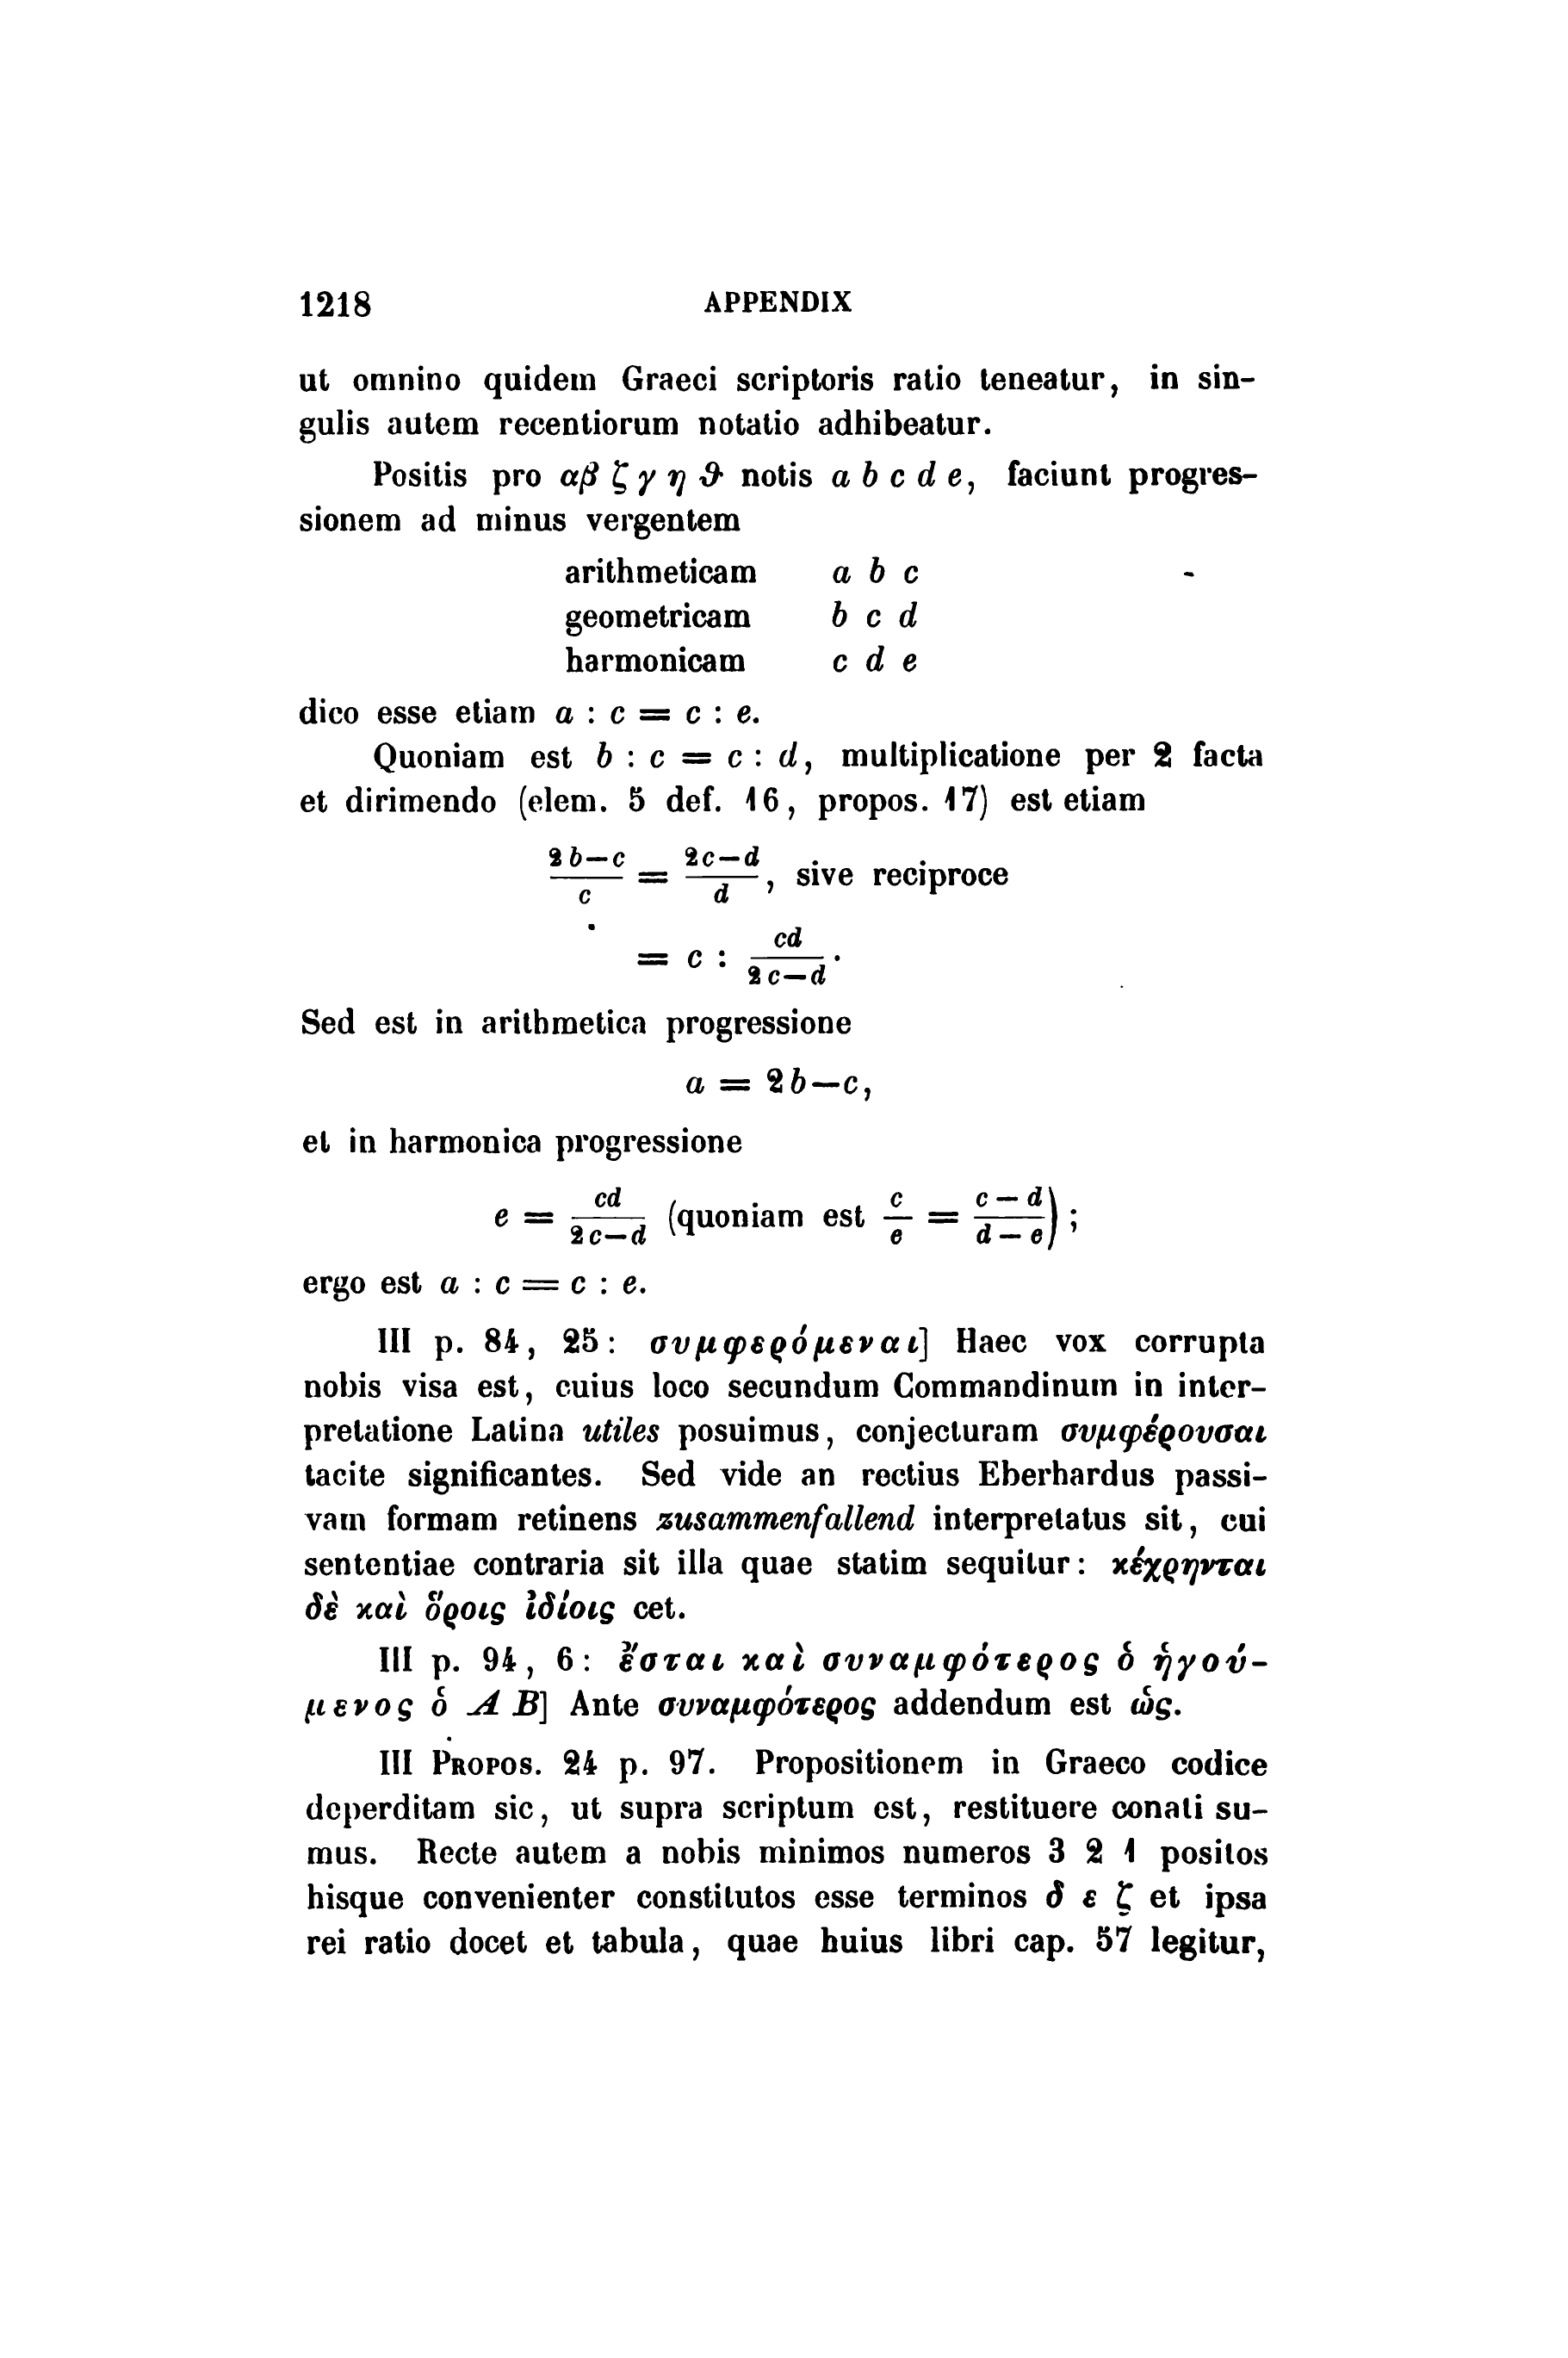 1218 APPENDIX
ut omnino quidem Graeci scriptoris ratio teneatur, in sin-
gulis autem recentiorum notatio adhibeatur.
Positis pro αβ ζ γ η ϑ notis a b c d e, faciunt progres-
sionem ad minus vergentem
arithmeticam a b c
geometricam b c d
harmonicam c d e
dico esse etiam a : c = c : e.
Quoniam est b : c = c : d, multiplicatione per 2 facta
et dirimendo (elem. 5 def. 16, propos. 17) est etiam
\frac{2b-c}{c} = \frac{2c-d}{d}, sive reciproce
= c : \frac{cd}{2c-d}.
Sed est in arithmetica progressione
a = 2b—c,
et in harmonica progressione
e = \frac{cd}{2c-d} (quoniam est \frac{c}{e} = \frac{c-d}{d-e});
ergo est a : c = c : e.
III p. 84, 25: συμφερόμεναι] Haec vox corrupta
nobis visa est, cuius loco secundum Commandinum in inter-
pretatione Latina utiles posuimus, conjecturam συμφέρουσαι
tacite significantes. Sed vide an rectius Eberhardus passi-
vam formam retinens zusammenfallend interpretatus sit, cui
sententiae contraria sit illa quae statim sequitur: κέχρηνται
δὲ καὶ ὅροις ἰδίοις cet.
III p. 94, 6: ἔσται καὶ συναμφότερος ὁ ἡγού-
μενος ὁ Α Β] Ante συναμφότερος addendum est ὡς.
III PROPOS. 24 p. 97. Propositionem in Graeco codice
deperditam sic, ut supra scriptum est, restituere conati su-
mus. Recte autem a nobis minimos numeros 3 2 1 positos
hisque convenienter constitutos esse terminos δ ε ζ et ipsa
rei ratio docet et tabula, quae huius libri cap. 57 legitur,